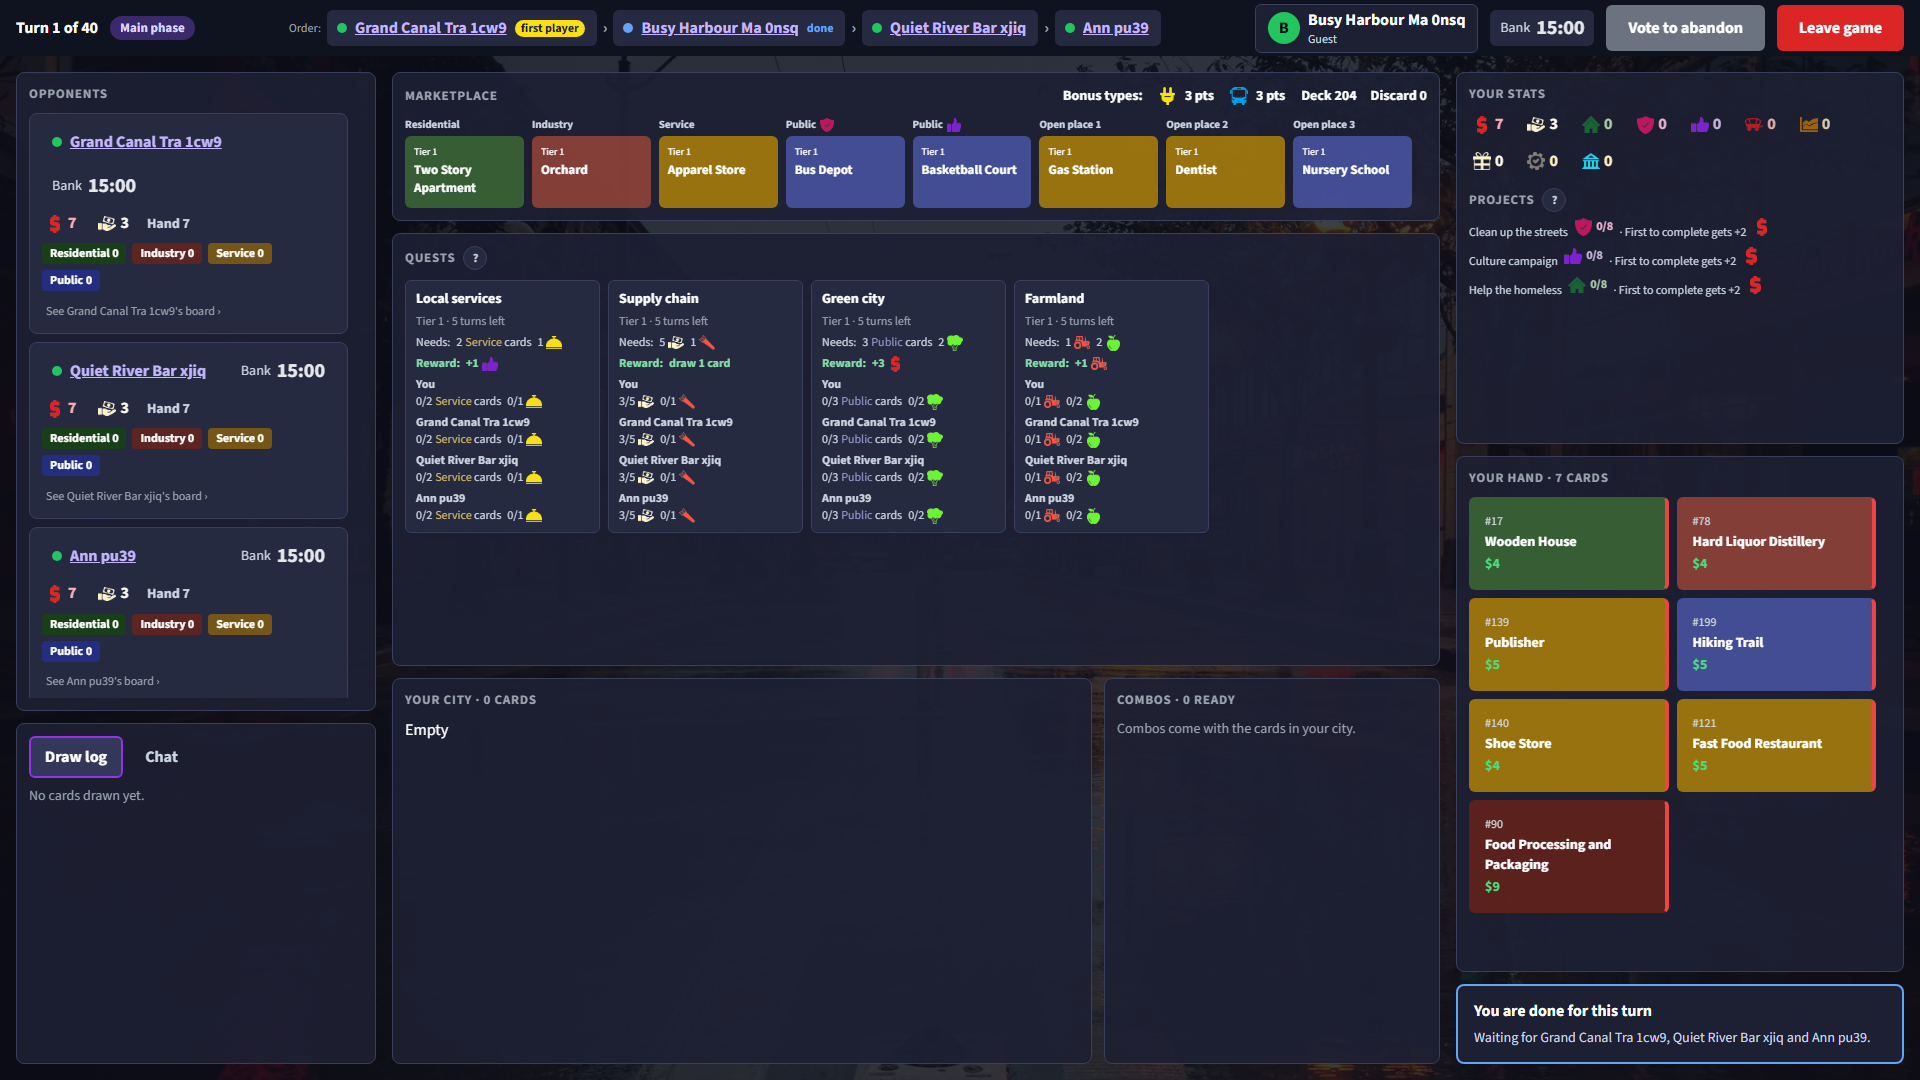 Turn 1 of 40
Main phase
Order:
Grand Canal Tra 1cw9
first player
›
Busy Harbour Ma 0nsq
done
›
Quiet River Bar xjiq
›
Ann pu39
B
Busy Harbour Ma 0nsq
Guest
Bank 15:00
Vote to abandon
Leave game
OPPONENTS
Grand Canal Tra 1cw9
Bank 15:00
7
3
Hand 7
Residential 0
Industry 0
Service 0
Public 0
See Grand Canal Tra 1cw9's board ›
Quiet River Bar xjiq
Bank 15:00
7
3
Hand 7
Residential 0
Industry 0
Service 0
Public 0
See Quiet River Bar xjiq's board ›
Ann pu39
Bank 15:00
7
3
Hand 7
Residential 0
Industry 0
Service 0
Public 0
See Ann pu39's board ›
Draw log
Chat
No cards drawn yet.
MARKETPLACE
Bonus types:
3 pts
3 pts
Deck 204
Discard 0
Residential
Tier 1
Two Story
Apartment
Industry
Tier 1
Orchard
Service
Tier 1
Apparel Store
Public
Tier 1
Bus Depot
Public
Tier 1
Basketball Court
Open place 1
Tier 1
Gas Station
Open place 2
Tier 1
Dentist
Open place 3
Tier 1
Nursery School
QUESTS
?
Local services
Tier 1 · 5 turns left
Needs: 2 Service cards 1
Reward: +1
You
0/2 Service cards 0/1
Grand Canal Tra 1cw9
0/2 Service cards 0/1
Quiet River Bar xjiq
0/2 Service cards 0/1
Ann pu39
0/2 Service cards 0/1
Supply chain
Tier 1 · 5 turns left
Needs: 5 1
Reward: draw 1 card
You
3/5 0/1
Grand Canal Tra 1cw9
3/5 0/1
Quiet River Bar xjiq
3/5 0/1
Ann pu39
3/5 0/1
Green city
Tier 1 · 5 turns left
Needs: 3 Public cards 2
Reward: +3
You
0/3 Public cards 0/2
Grand Canal Tra 1cw9
0/3 Public cards 0/2
Quiet River Bar xjiq
0/3 Public cards 0/2
Ann pu39
0/3 Public cards 0/2
Farmland
Tier 1 · 5 turns left
Needs: 1 2
Reward: +1
You
0/1 0/2
Grand Canal Tra 1cw9
0/1 0/2
Quiet River Bar xjiq
0/1 0/2
Ann pu39
0/1 0/2
YOUR CITY · 0 CARDS
Empty
COMBOS · 0 READY
Combos come with the cards in your city.
YOUR STATS
7
3
0
0
0
0
0
0
0
0
PROJECTS
?
Clean up the streets 0/8 · First to complete gets +2
Culture campaign 0/8 · First to complete gets +2
Help the homeless 0/8 · First to complete gets +2
YOUR HAND · 7 CARDS
#17
Wooden House
$4
#78
Hard Liquor Distillery
$4
#139
Publisher
$5
#199
Hiking Trail
$5
#140
Shoe Store
$4
#121
Fast Food Restaurant
$5
#90
Food Processing and
Packaging
$9
You are done for this turn
Waiting for Grand Canal Tra 1cw9, Quiet River Bar xjiq and Ann pu39.